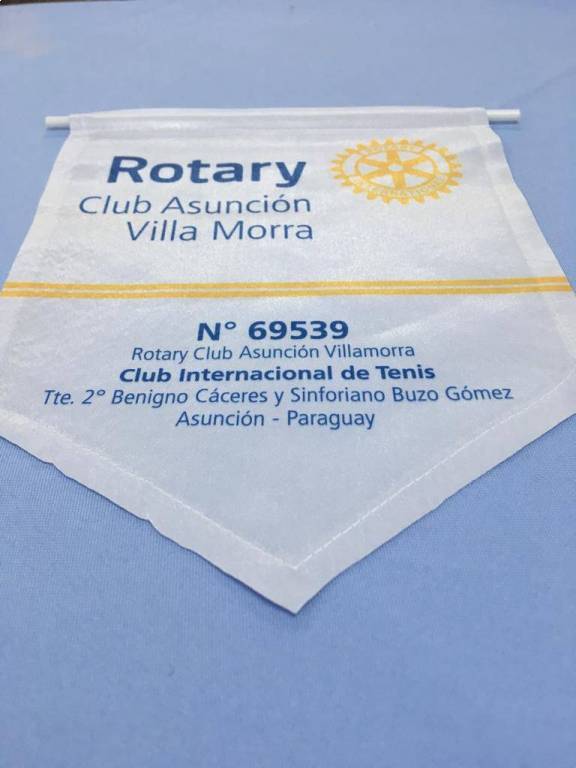 Rotary
Club Asunción
Villa Morra
N° 69539
Rotary Club Asunción Villamorra
Club Internacional de Tenis
Tte. 2° Benigno Cáceres y Sinforiano Buzo Gómez
Asunción - Paraguay